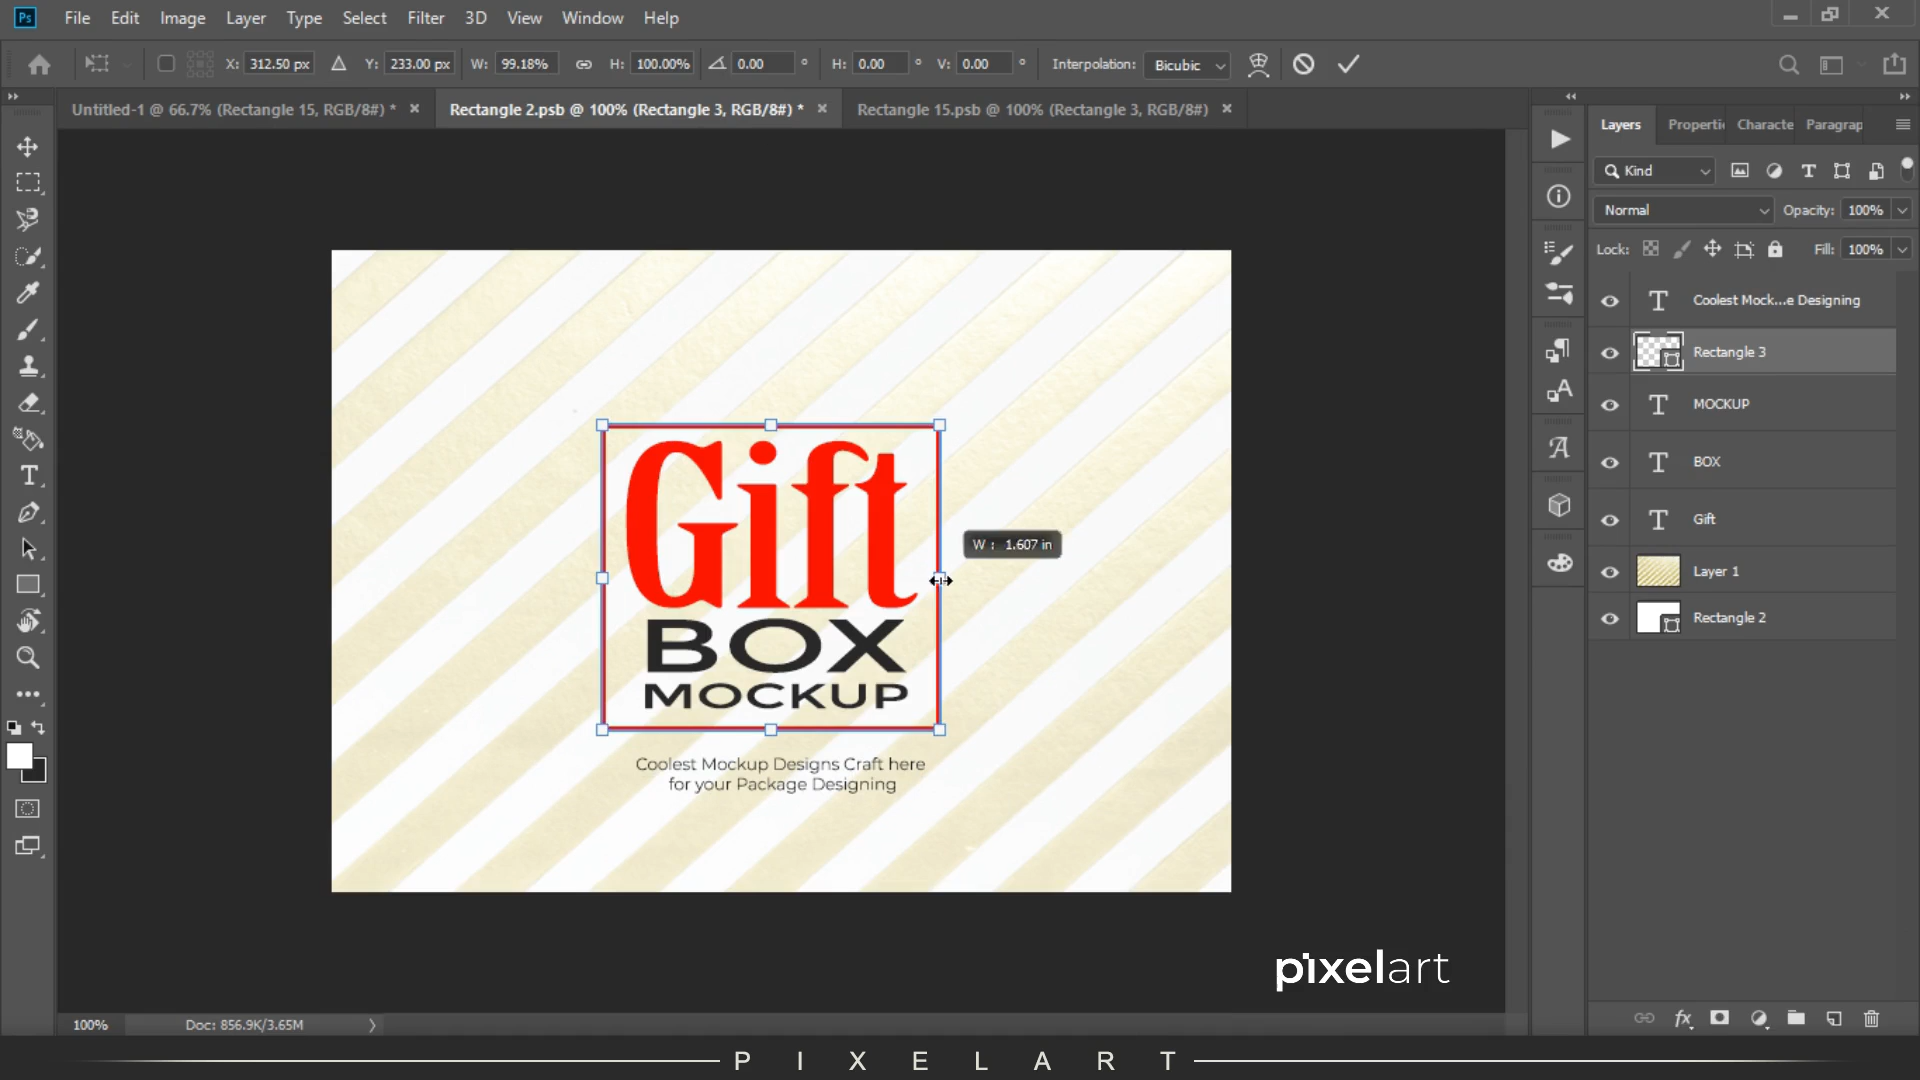 Ps File Edit Image Layer Type Select Filter 3D View Window Help
X: 312.50 px Y: 233.00 px W: 99.18% H: 100.00% 0.00 ° H: 0.00 ° V: 0.00 ° Interpolation: Bicubic
Untitled-1 @ 66.7% (Rectangle 15, RGB/8#) * Rectangle 2.psb @ 100% (Rectangle 3, RGB/8#) * Rectangle 15.psb @ 100% (Rectangle 3, RGB/8#)
Layers Properti Characte Paragrap
Kind
Normal Opacity: 100%
Lock: Fill: 100%
Coolest Mock...e Designing
Rectangle 3
MOCKUP
BOX
Gift
Layer 1
Rectangle 2
Gift
BOX
MOCKUP
W : 1.607 in
Coolest Mockup Designs Craft here
for your Package Designing
pixelart
100% Doc: 856.9K/3.65M
PIXELART